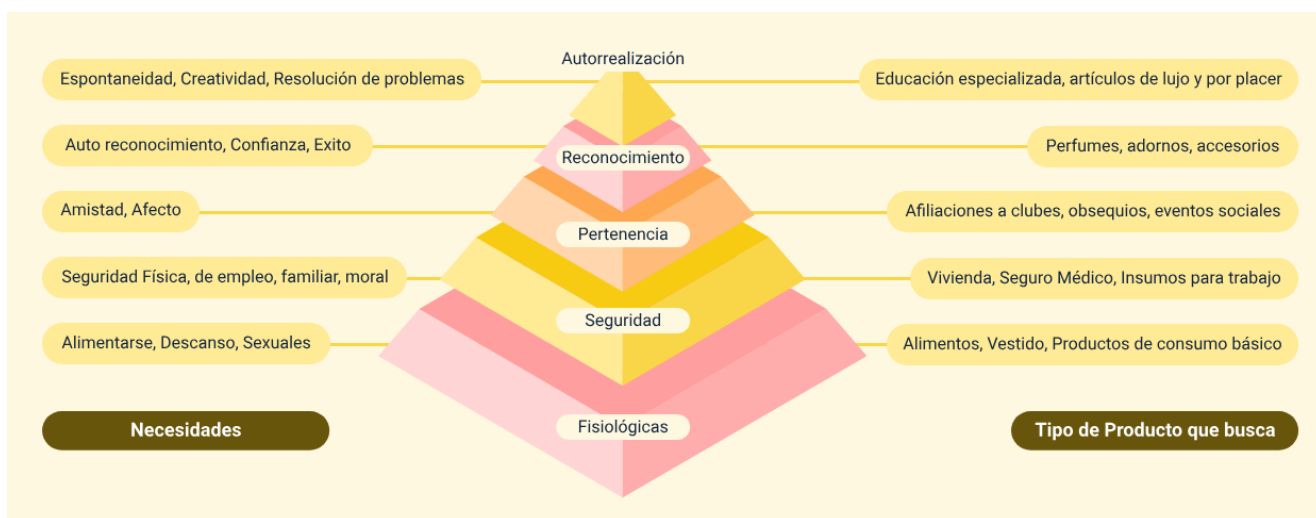 Autorrealización
Espontaneidad, Creatividad, Resolución de problemas
Educación especializada, artículos de lujo y por placer
Auto reconocimiento, Confianza, Exito
Reconocimiento
Perfumes, adornos, accesorios
Amistad, Afecto
Pertenencia
Afiliaciones a clubes, obsequios, eventos sociales
Seguridad Física, de empleo, familiar, moral
Seguridad
Vivienda, Seguro Médico, Insumos para trabajo
Alimentarse, Descanso, Sexuales
Fisiológicas
Alimentos, Vestido, Productos de consumo básico
Necesidades
Tipo de Producto que busca